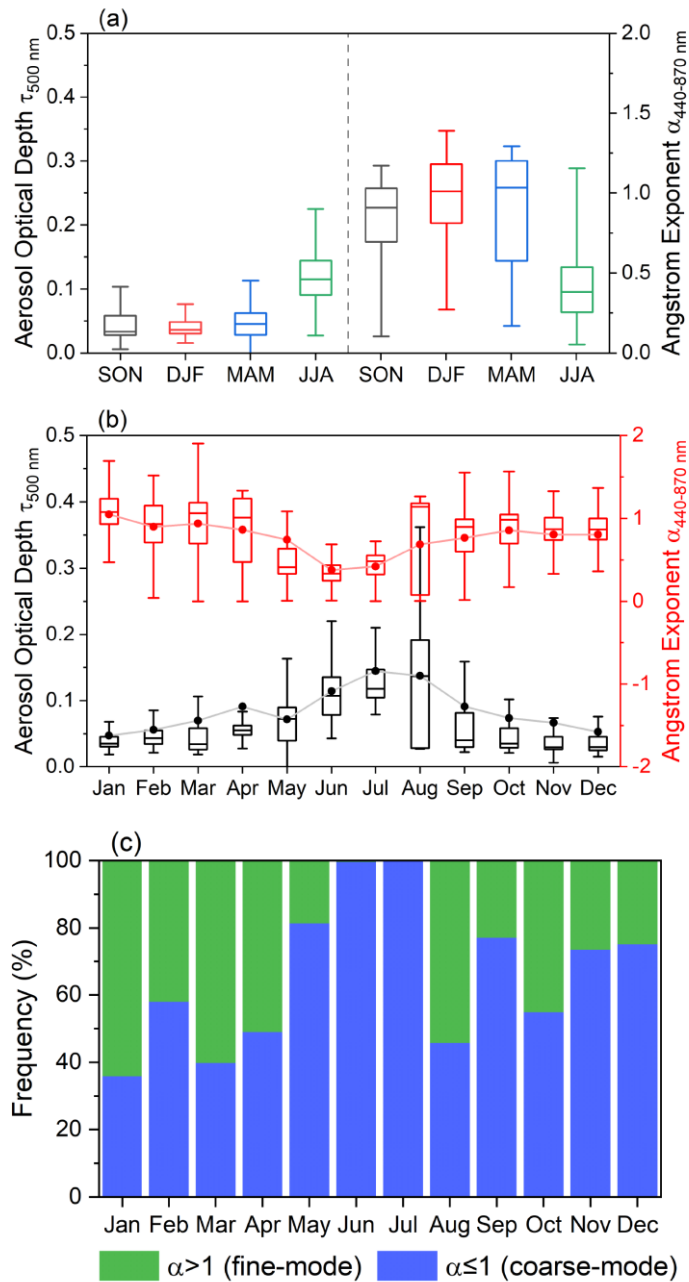 (a)
Aerosol Optical Depth τ500 nm
0.5
0.4
0.3
0.2
0.1
0.0
2.0
1.5
1.0
0.5
0.0
Angstrom Exponent α440-870 nm
SON DJF MAM JJA SON DJF MAM JJA
(b)
Aerosol Optical Depth τ500 nm
0.5
0.4
0.3
0.2
0.1
0.0
2
1
0
-1
-2
Angstrom Exponent α440-870 nm
Jan Feb Mar Apr May Jun Jul Aug Sep Oct Nov Dec
(c)
Frequency (%)
100
80
60
40
20
0
Jan Feb Mar Apr May Jun Jul Aug Sep Oct Nov Dec
α>1 (fine-mode) α≤1 (coarse-mode)